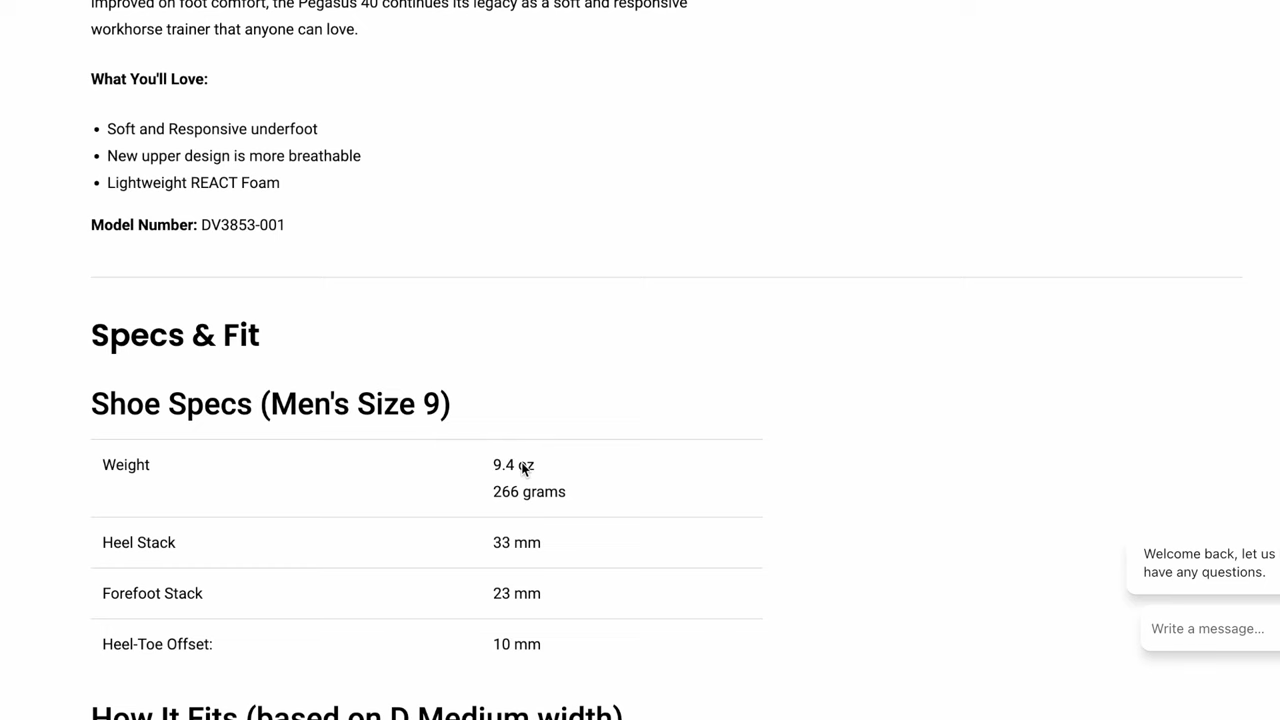 improved on foot comfort, the Pegasus 40 continues its legacy as a soft and responsive
workhorse trainer that anyone can love.
What You'll Love:
• Soft and Responsive underfoot
• New upper design is more breathable
• Lightweight REACT Foam
Model Number: DV3853-001
Specs & Fit
Shoe Specs (Men's Size 9)
Weight 9.4 oz
266 grams
Heel Stack 33 mm
Forefoot Stack 23 mm
Heel-Toe Offset: 10 mm
How It Fits (based on D Medium width)
Welcome back, let us
have any questions.
Write a message...